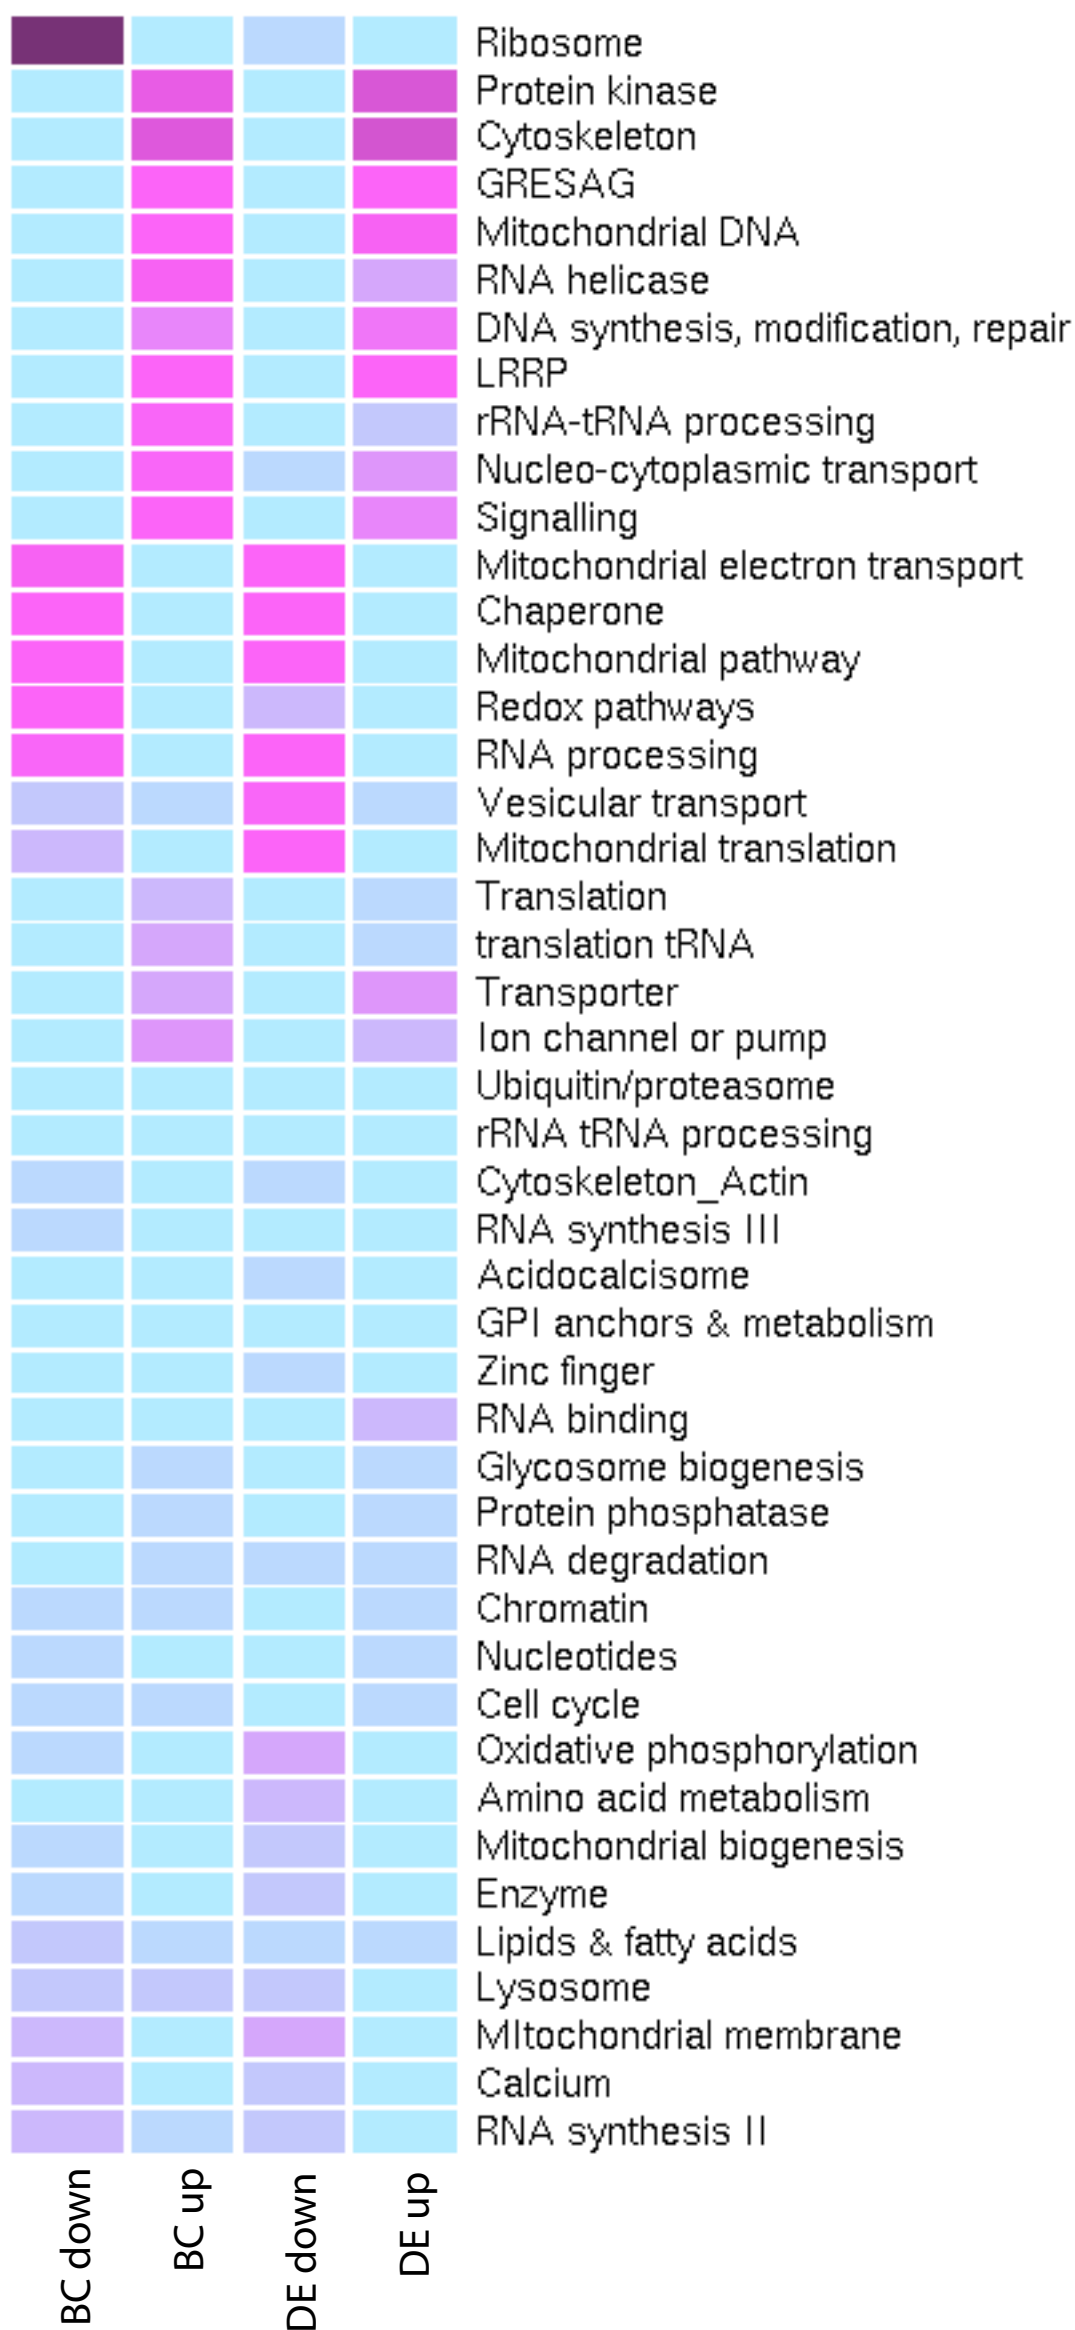 Ribosome
Protein kinase
Cytoskeleton
GRESAG
Mitochondrial DNA
RNA helicase
DNA synthesis, modification, repair
LRRP
rRNA-tRNA processing
Nucleo-cytoplasmic transport
Signalling
Mitochondrial electron transport
Chaperone
Mitochondrial pathway
Redox pathways
RNA processing
Vesicular transport
Mitochondrial translation
Translation
translation tRNA
Transporter
Ion channel or pump
Ubiquitin/proteasome
rRNA tRNA processing
Cytoskeleton_Actin
RNA synthesis III
Acidocalcisome
GPI anchors & metabolism
Zinc finger
RNA binding
Glycosome biogenesis
Protein phosphatase
RNA degradation
Chromatin
Nucleotides
Cell cycle
Oxidative phosphorylation
Amino acid metabolism
Mitochondrial biogenesis
Enzyme
Lipids & fatty acids
Lysosome
MItochondrial membrane
Calcium
RNA synthesis II
BC down
BC up
DE down
DE up